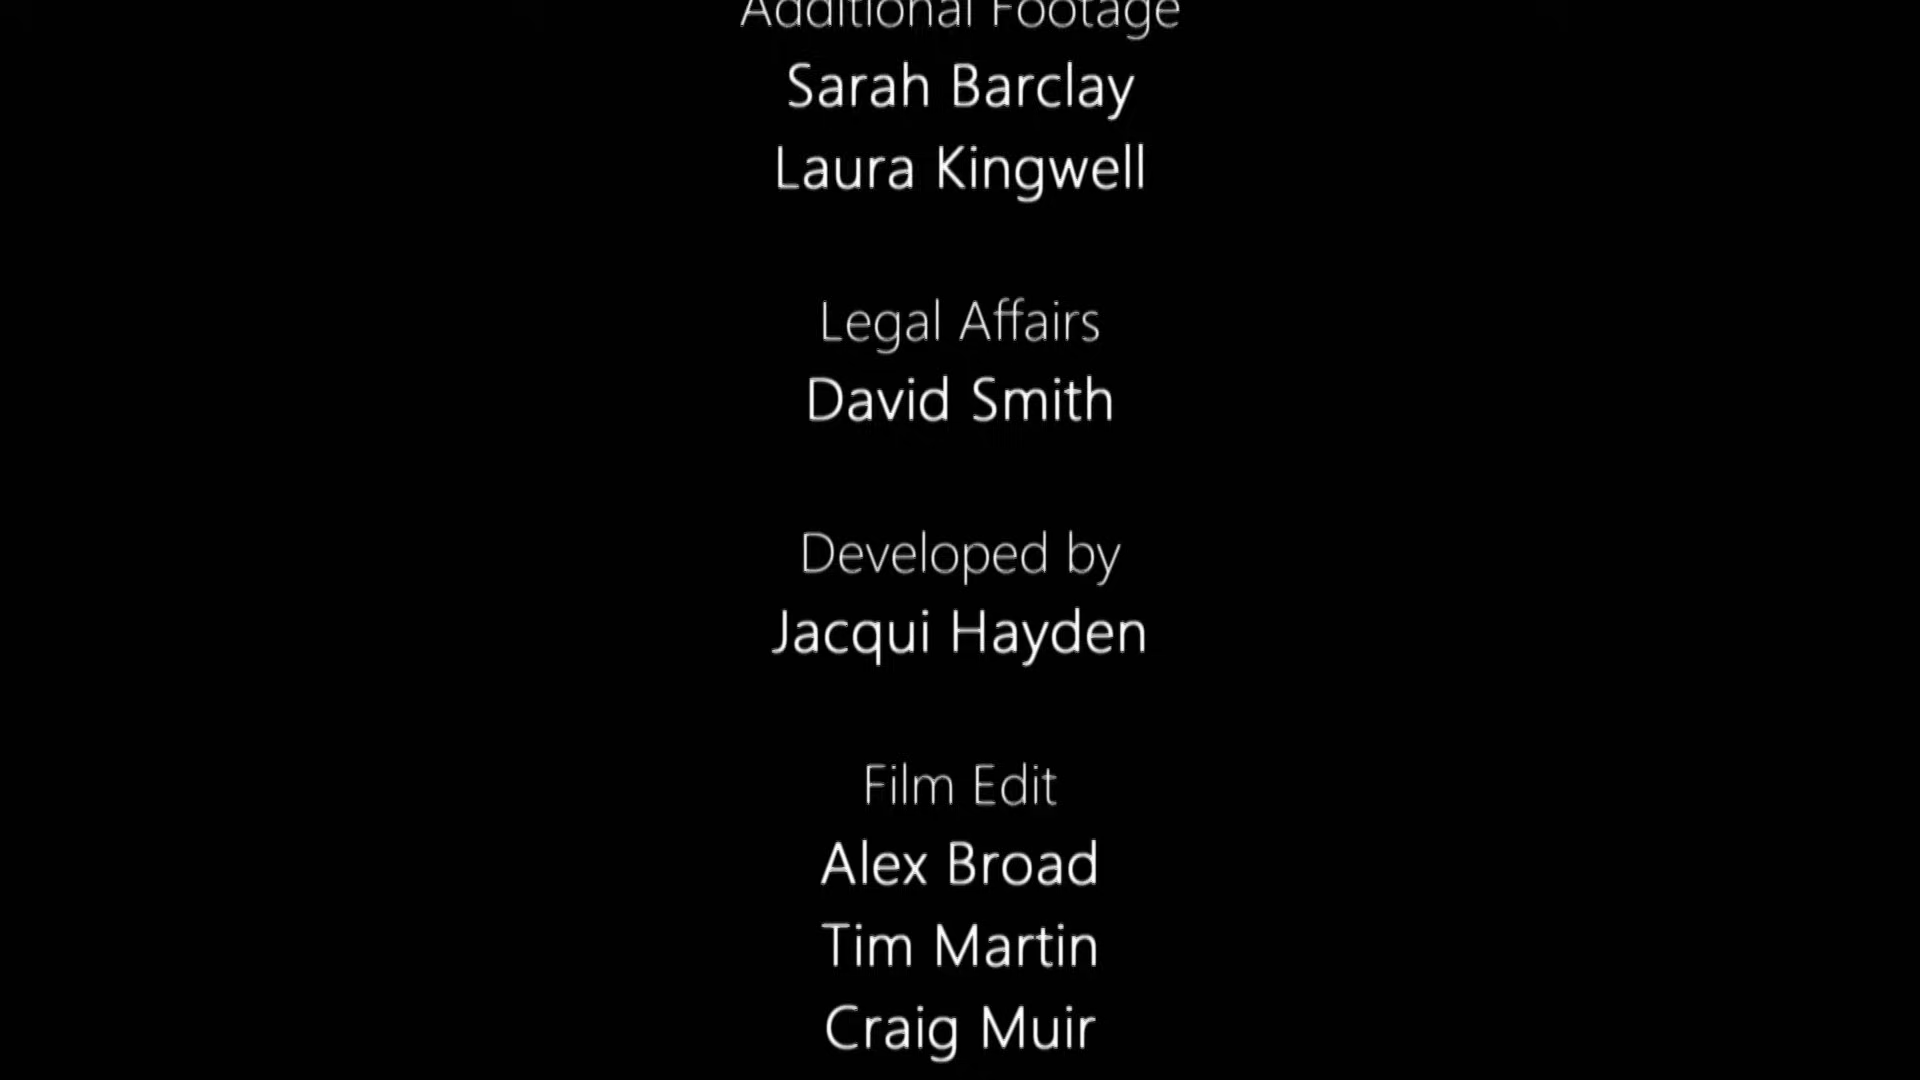 Additional Footage
Sarah Barclay
Laura Kingwell
Legal Affairs
David Smith
Developed by
Jacqui Hayden
Film Edit
Alex Broad
Tim Martin
Craig Muir